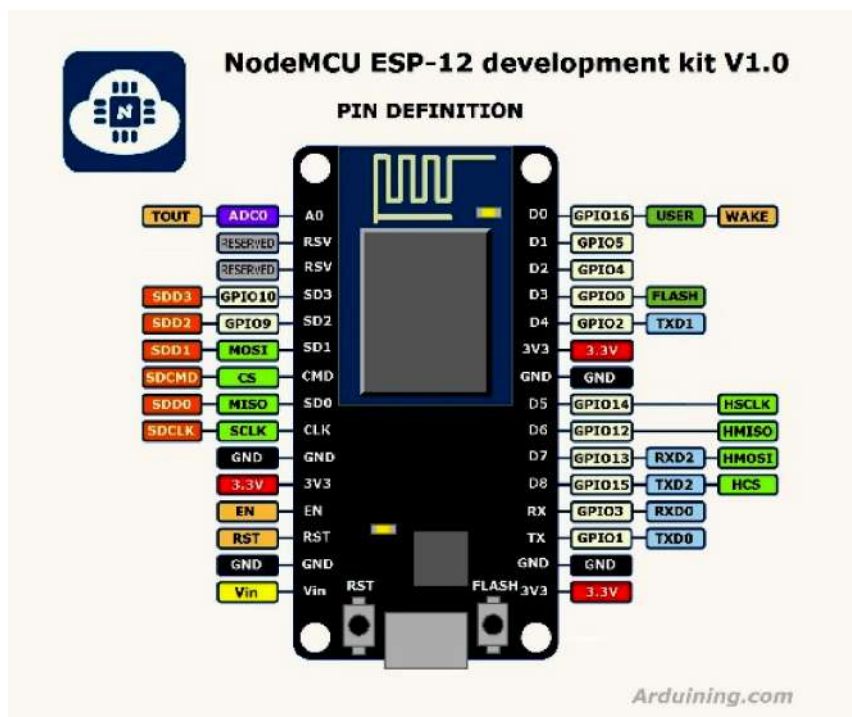 NodeMCU ESP-12 development kit V1.0
PIN DEFINITION
N
TOUT ADC0 A0 D0 GPIO16 USER WAKE
RESERVED RSV D1 GPIO5
RESERVED RSV D2 GPIO4
SDD3 GPIO10 SD3 D3 GPIO0 FLASH
SDD2 GPIO9 SD2 D4 GPIO2 TXD1
SDD1 MOSI SD1 3V3 3.3V
SDCMD CS CMD GND GND
SDD0 MISO SD0 D5 GPIO14 HSCLK
SDCLK SCLK CLK D6 GPIO12 HMISO
GND GND D7 GPIO13 RXD2 HMOSI
3.3V 3V3 D8 GPIO15 TXD2 HCS
EN EN RX GPIO3 RXD0
RST RST TX GPIO1 TXD0
GND GND GND GND
Vin Vin RST FLASH 3V3 3.3V
Arduining.com